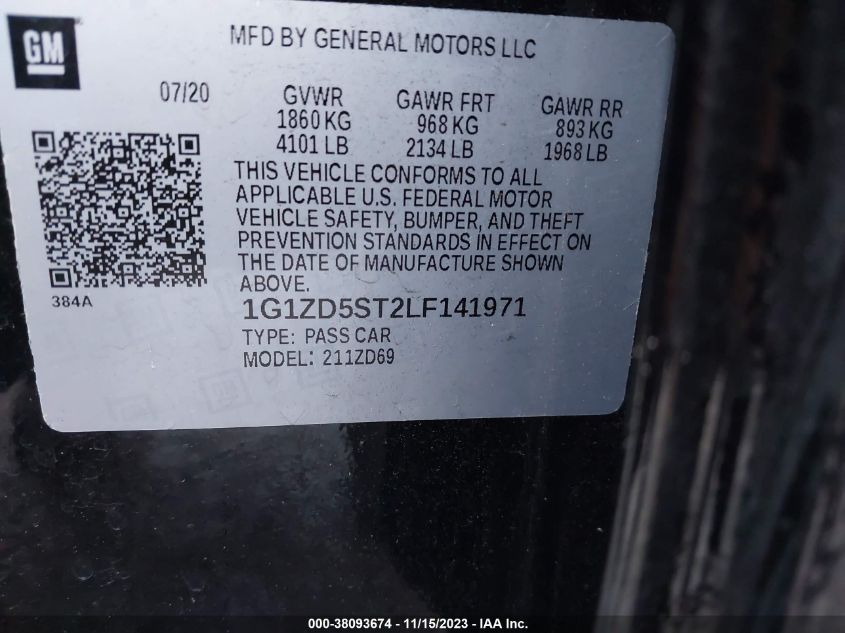 GM
MFD BY GENERAL MOTORS LLC
07/20 GVWR GAWR FRT GAWR RR
1860 KG 968 KG 893 KG
4101 LB 2134 LB 1968 LB
THIS VEHICLE CONFORMS TO ALL
APPLICABLE U.S. FEDERAL MOTOR
VEHICLE SAFETY, BUMPER, AND THEFT
PREVENTION STANDARDS IN EFFECT ON
THE DATE OF MANUFACTURE SHOWN
ABOVE.
384A
1G1ZD5ST2LF141971
TYPE: PASS CAR
MODEL: 211ZD69
000-38093674 - 11/15/2023 - IAA Inc.